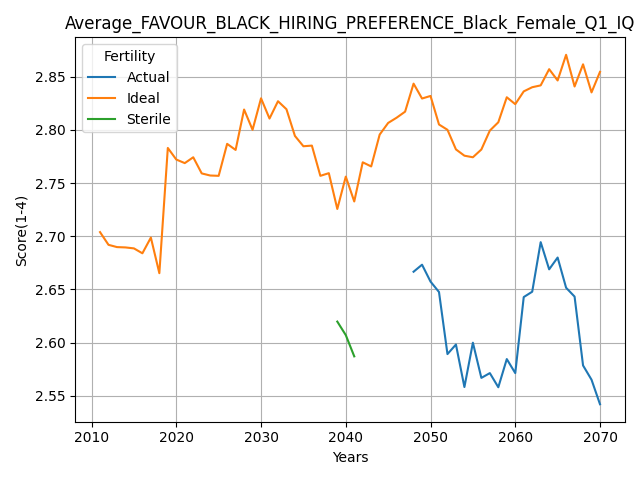 Average_FAVOUR_BLACK_HIRING_PREFERENCE_Black_Female_Q1_IQ
Fertility
Actual
Ideal
Sterile
Score(1-4)
2.85
2.80
2.75
2.70
2.65
2.60
2.55
2010 2020 2030 2040 2050 2060 2070
Years